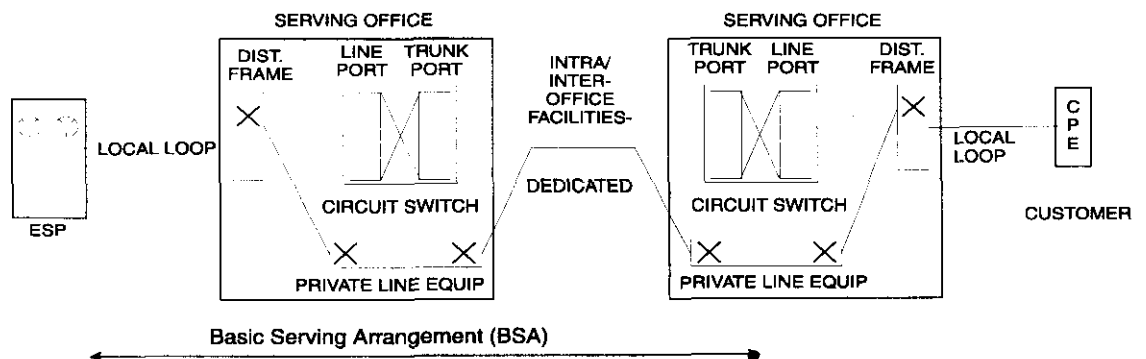 SERVING OFFICE
SERVING OFFICE
DIST.
FRAME
LINE
PORT
TRUNK
PORT
INTRA/
INTER-
OFFICE
FACILITIES-
DEDICATED
TRUNK
PORT
LINE
PORT
DIST.
FRAME
ESP
LOCAL LOOP
CIRCUIT SWITCH
PRIVATE LINE EQUIP
CIRCUIT SWITCH
PRIVATE LINE EQUIP
LOCAL
LOOP
C
P
E
CUSTOMER
Basic Serving Arrangement (BSA)